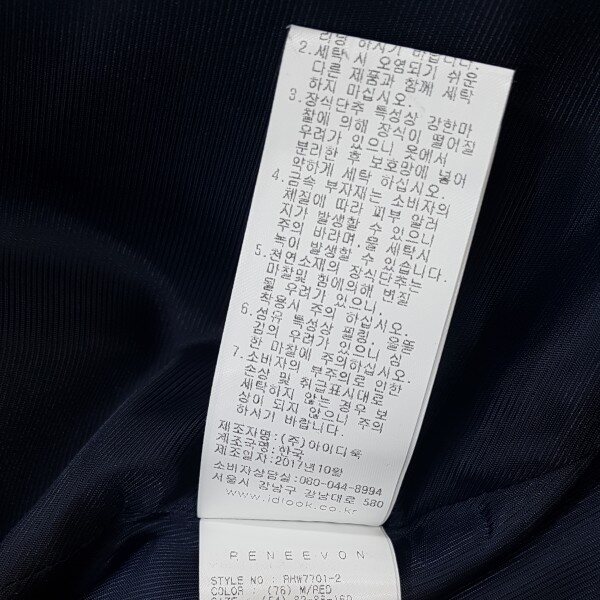 리닝 하시기 바랍니다.
2.세탁시 오염되기 쉬운
다른 제품과 함께 세탁
하지 마십시오.
3.장식단추 특성상 강한마
찰에 의해 장식이 떨어질
우려가 있으니 옷에서
분리한 후 보호망에 넣어
약하게 세탁 하십시오.
4.금속 부자재는 소비자의
체질에 따라 피부 알러
지가 발생할 수 있으니
주의 바라며,물 세탁시
녹이 발생할 수 있습니다.
5.천연소재의 장식단추는
마찰및 힘에의해 변질
될 우려가 있으니,
착용시 주의 하십시오.
6.섬유 특성상 필링, 올뜯
김의 우려가 있으니 심
한 마찰에 주의하십시오.
7.소비자의 부주의로 인한
손상 및 취급표시대로
세탁하지 않는 경우 보
상이 되지 않으니 주의
하시기 바랍니다.
제조자명:(주)아이디룩
제조국명:한국
제조일자:2017년10월
소비자상담실:080-044-8994
서울시 강남구 강남대로 580
www.idlook.co.kr
RENEEVON
STYLE NO : RHW7701-2
COLOR : (76) M/RED